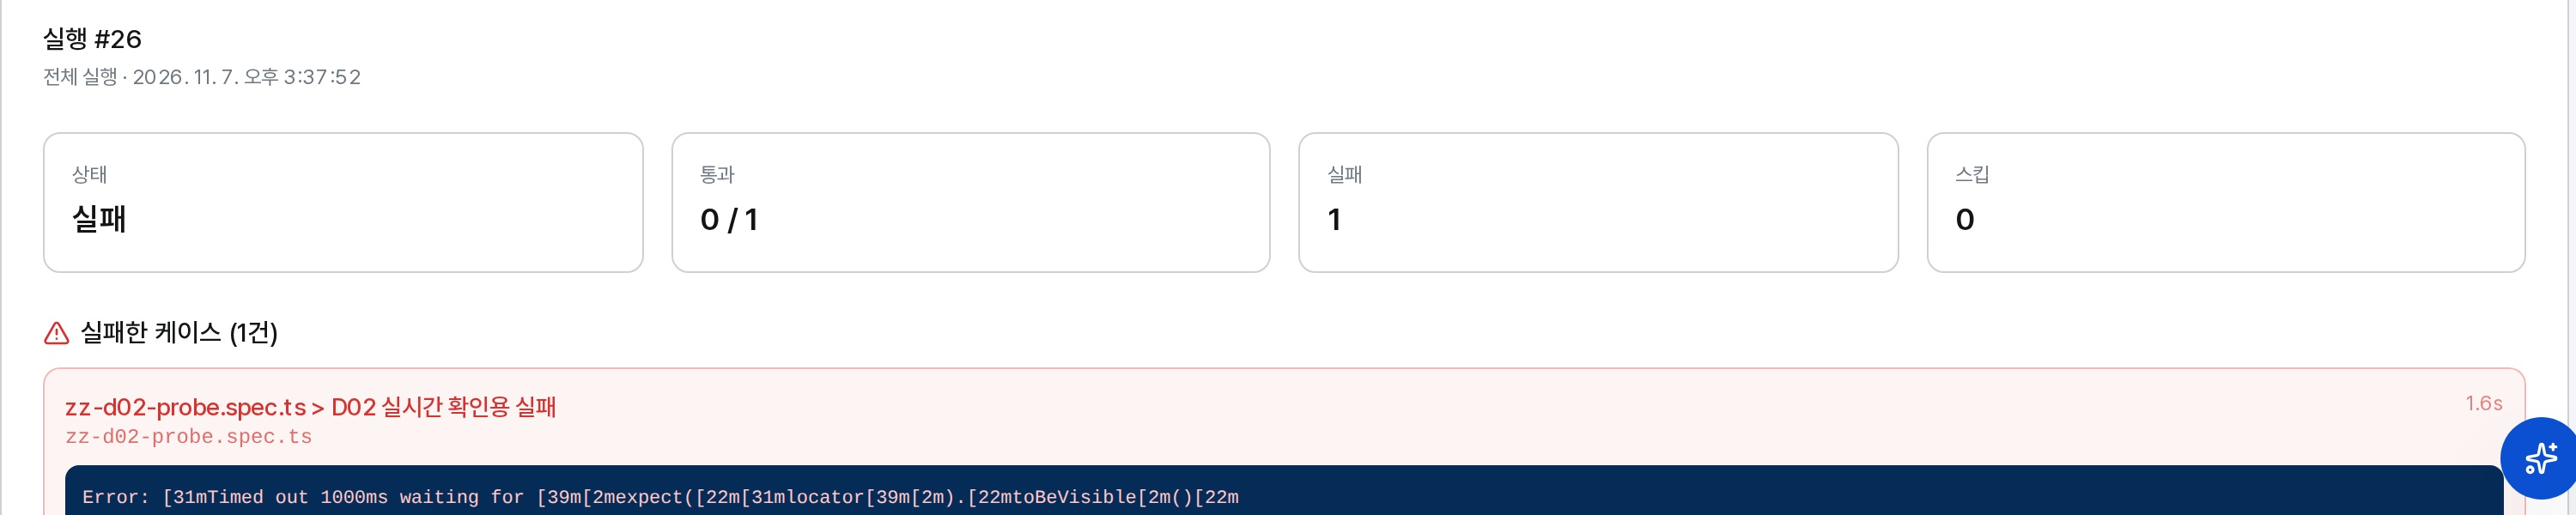 실행 #26
전체 실행 · 2026. 11. 7. 오후 3:37:52
상태
실패
통과
0 / 1
실패
1
스킵
0
실패한 케이스 (1건)
zz-d02-probe.spec.ts > D02 실시간 확인용 실패
1.6s
zz-d02-probe.spec.ts
Error: [31mTimed out 1000ms waiting for [39m[2mexpect([22m[31mlocator[39m[2m).[22mtoBeVisible[2m()[22m